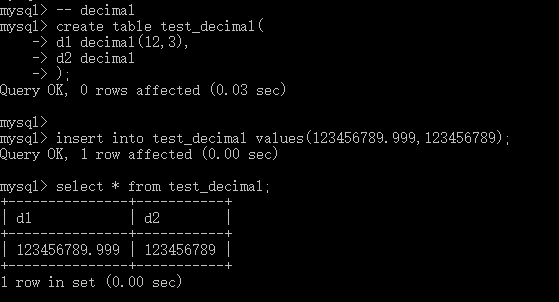 mysql> -- decimal
mysql> create table test_decimal(
    -> d1 decimal(12,3),
    -> d2 decimal
    -> );
Query OK, 0 rows affected (0.03 sec)
mysql>
mysql> insert into test_decimal values(123456789.999,123456789);
Query OK, 1 row affected (0.00 sec)
mysql> select * from test_decimal;
+---------------+-----------+
| d1            | d2        |
+---------------+-----------+
| 123456789.999 | 123456789 |
+---------------+-----------+
1 row in set (0.00 sec)